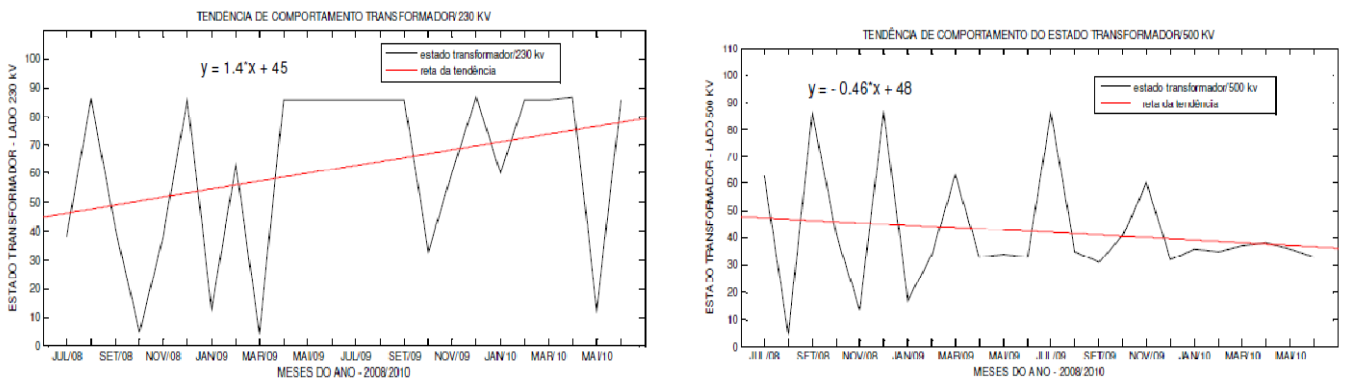 TENDÊNCIA DE COMPORTAMENTO TRANSFORMADOR/230 KV
ESTADO TRANSFORMADOR - LADO 230 kV
100
90
80
70
60
50
40
30
20
10
0
y = 1.4*x + 45
estado transformador/230 kv
reta da tendência
JUL/08 SET/08 NOV/08 JAN/09 MAR/09 MAI/09 JUL/09 SET/09 NOV/09 JAN/10 MAR/10 MAI/10
MESES DO ANO - 2008/2010
TENDÊNCIA DE COMPORTAMENTO DO ESTADO TRANSFORMADOR/500 KV
ESTADO TRANSFORMADOR - LADO 500 kV
110
100
90
80
70
60
50
40
30
20
10
0
y = - 0.46*x + 48
estado transformador/500 kv
reta da tendência
JUL/08 SET/08 NOV/08 JAN/09 MAR/09 MAI/09 JUL/09 SET/09 NOV/09 JAN/10 MAR/10 MAI/10
MESES DO ANO - 2008/2010